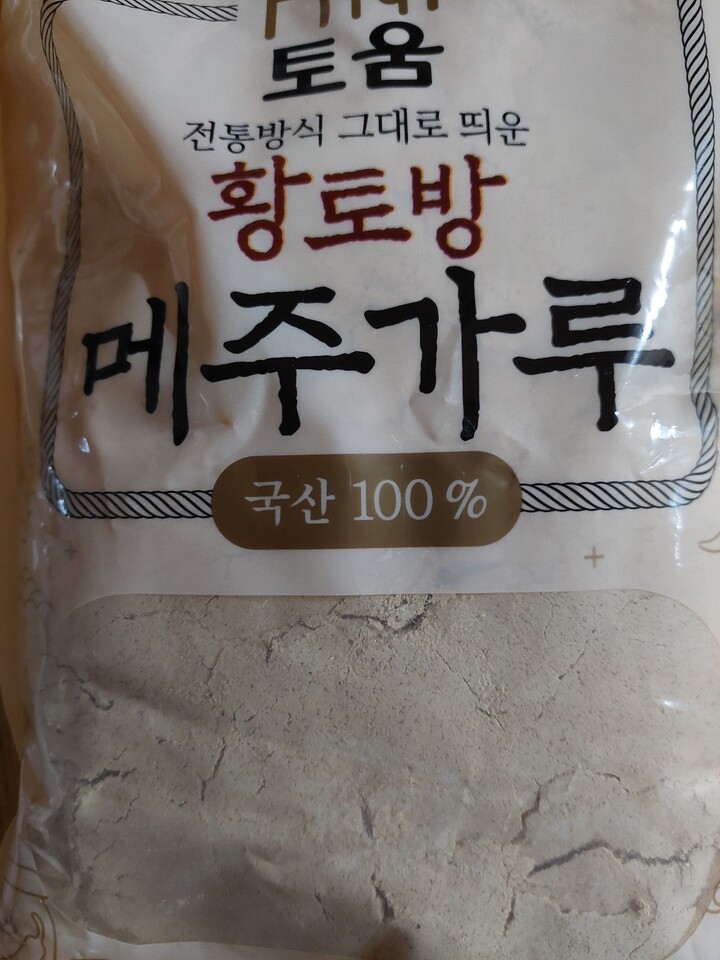 토움
전통방식 그대로 띄운
황토방
메주가루
국산 100%